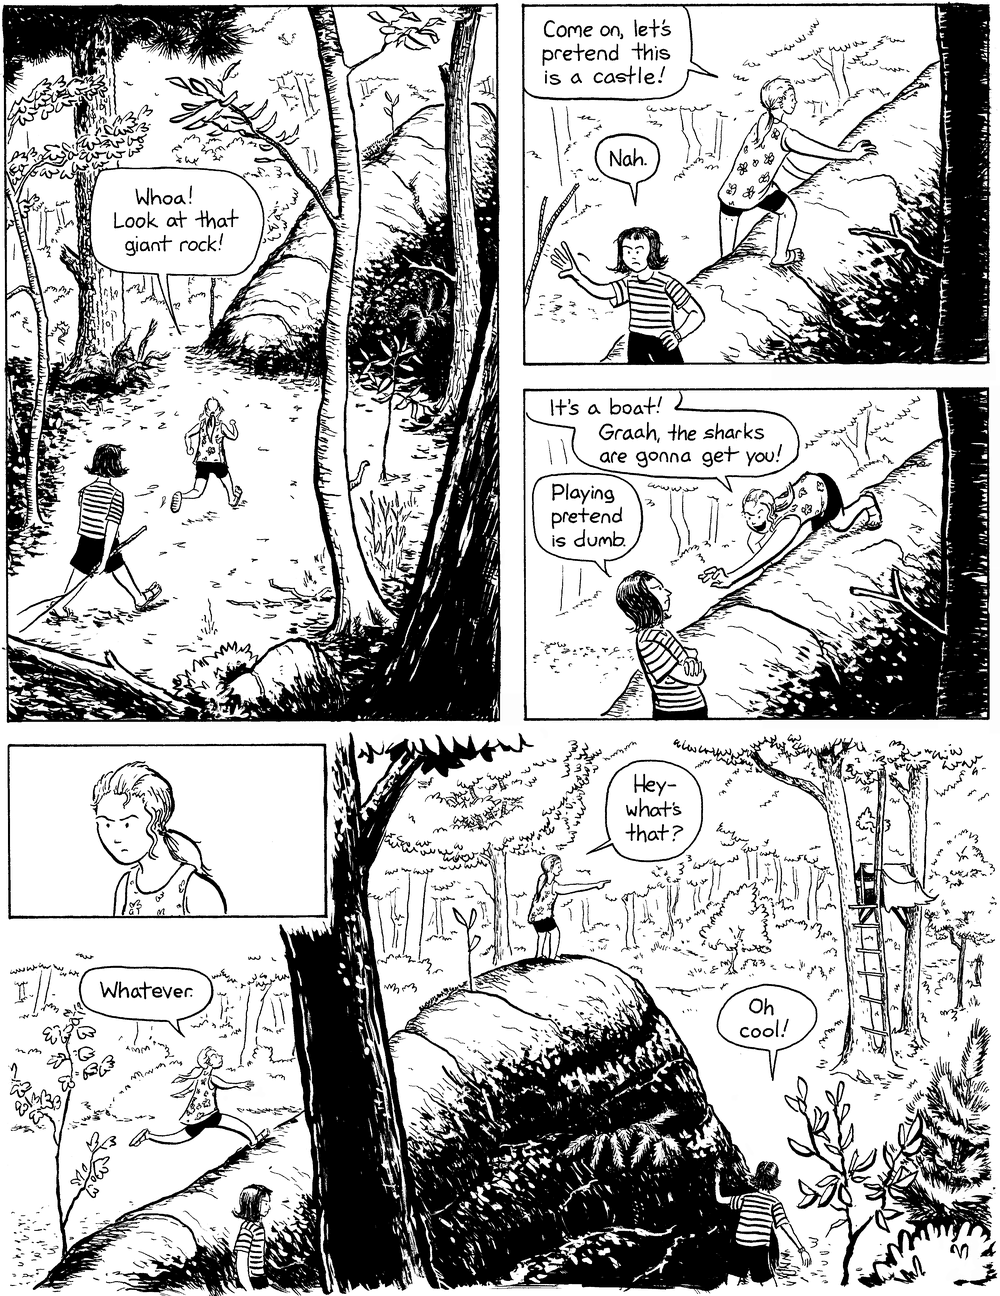 Whoa!
Look at that
giant rock!
Come on, let's
pretend this
is a castle!
Nah.
It's a boat!
Graah, the sharks
are gonna get you!
Playing
pretend
is dumb.
Whatever.
Hey-
what's
that?
Oh
cool!